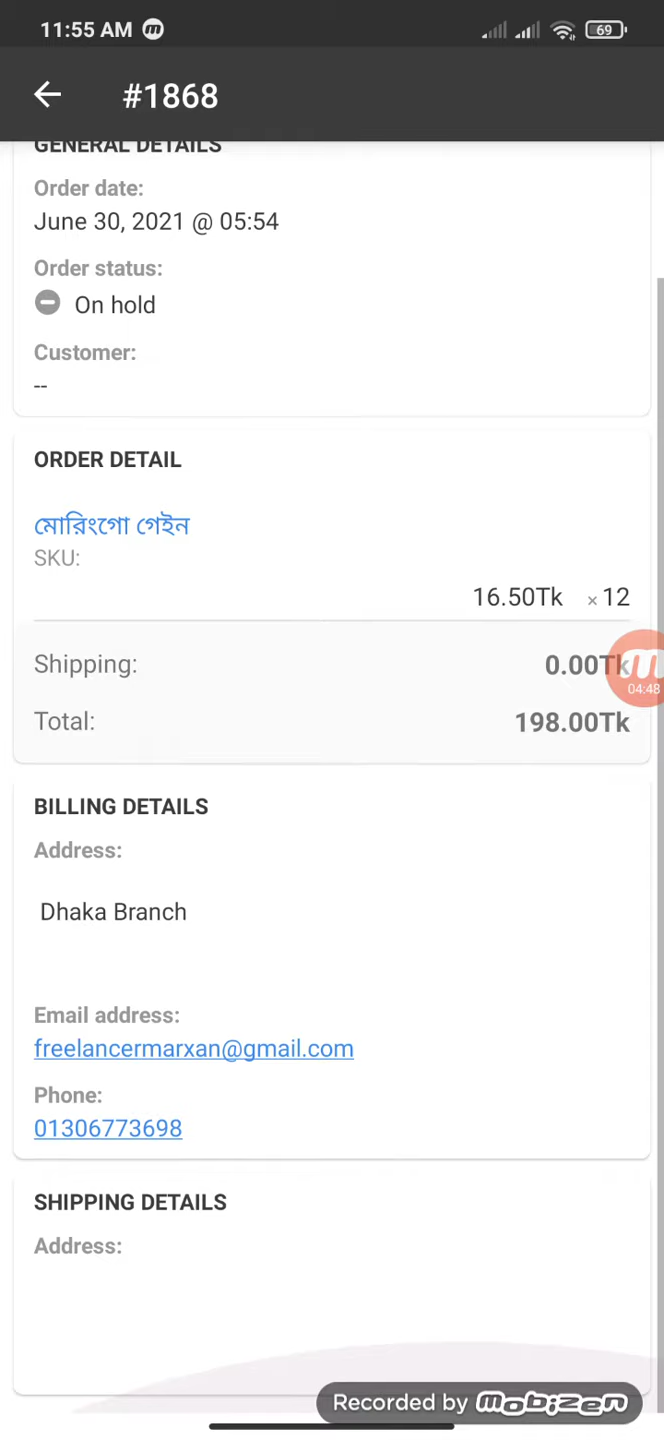 11:55 AM m 69
#1868
GENERAL DETAILS
Order date:
June 30, 2021 @ 05:54
Order status:
On hold
Customer:
--
ORDER DETAIL
মোরিংগো গেইন
SKU:
16.50Tk × 12
Shipping: 0.00Tk
04:48
Total: 198.00Tk
BILLING DETAILS
Address:
Dhaka Branch
Email address:
freelancermarxan@gmail.com
Phone:
01306773698
SHIPPING DETAILS
Address:
Recorded by mobizen